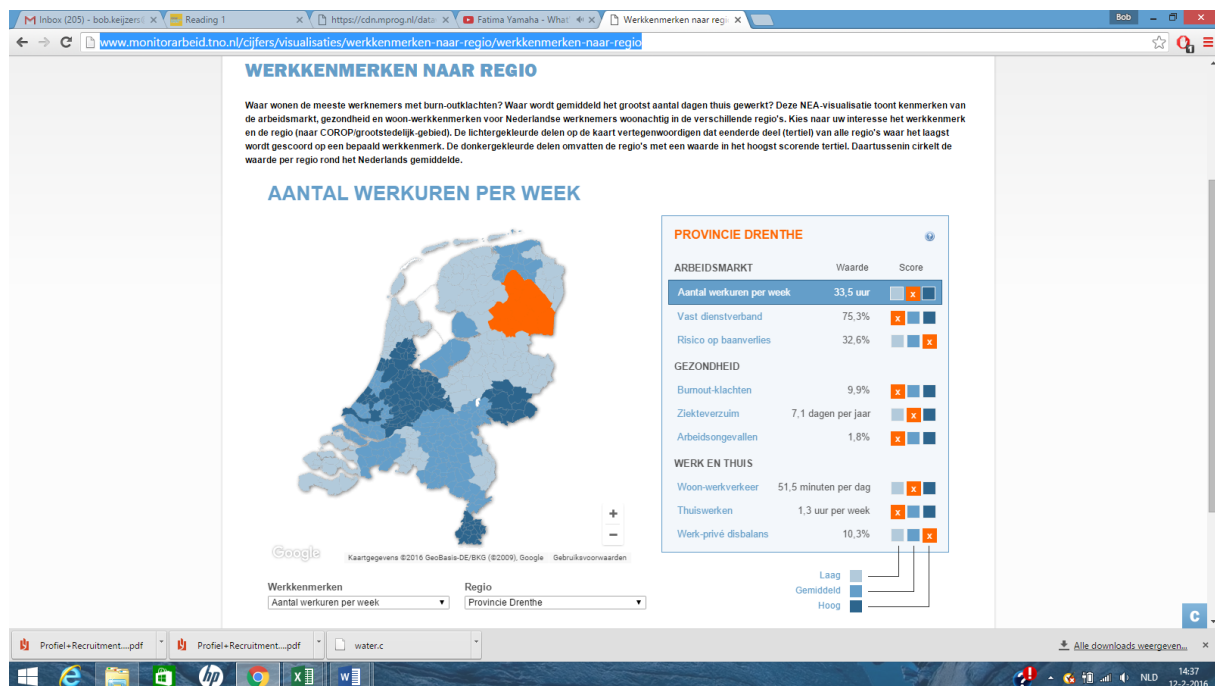 Inbox (205) - bob.keijzers
Reading 1
https://cdn.mprog.nl/data
Fatima Yamaha - What'
Werkkenmerken naar regi
Bob
www.monitorarbeid.tno.nl/cijfers/visualisaties/werkkenmerken-naar-regio/werkkenmerken-naar-regio
WERKKENMERKEN NAAR REGIO
Waar wonen de meeste werknemers met burn-outklachten? Waar wordt gemiddeld het grootst aantal dagen thuis gewerkt? Deze NEA-visualisatie toont kenmerken van
de arbeidsmarkt, gezondheid en woon-werkkenmerken voor Nederlandse werknemers woonachtig in de verschillende regio's. Kies naar uw interesse het werkkenmerk
en de regio (naar COROP/grootstedelijk-gebied). De lichtergekleurde delen op de kaart vertegenwoordigen dat eenderde deel (tertiel) van alle regio's waar het laagst
wordt gescoord op een bepaald werkkenmerk. De donkergekleurde delen omvatten de regio's met een waarde in het hoogst scorende tertiel. Daartussenin cirkelt de
waarde per regio rond het Nederlands gemiddelde.
AANTAL WERKUREN PER WEEK
PROVINCIE DRENTHE
ARBEIDSMARKT Waarde Score
Aantal werkuren per week 33,5 uur x
Vast dienstverband 75,3% x
Risico op baanverlies 32,6% x
GEZONDHEID
Burnout-klachten 9,9% x
Ziekteverzuim 7,1 dagen per jaar x
Arbeidsongevallen 1,8% x
WERK EN THUIS
Woon-werkverkeer 51,5 minuten per dag x
Thuiswerken 1,3 uur per week x
Werk-privé disbalans 10,3% x
Laag
Gemiddeld
Hoog
+
−
Google
Kaartgegevens ©2016 GeoBasis-DE/BKG (©2009), Google Gebruiksvoorwaarden
Werkkenmerken Regio
Aantal werkuren per week Provincie Drenthe
C
Profiel+Recruitment....pdf
Profiel+Recruitment....pdf
water.c
Alle downloads weergeven...
NLD
14:37
12-2-2016